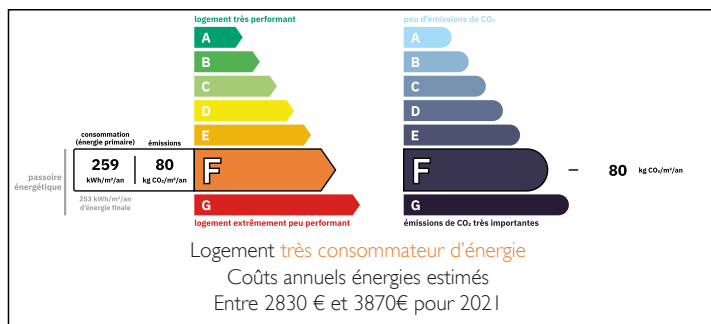 logement très performant
A
B
C
D
E
consommation
(énergie primaire)
émissions
259
kWh/m²/an
80
kg CO₂/m²/an
F
passoire
énergétique
253 kWh/m²/an
d'énergie finale
G
logement extrêmement peu performant
peu d'émissions de CO₂
A
B
C
D
E
F
80 kg CO₂/m²/an
G
émissions de CO₂ très importantes
Logement très consommateur d'énergie
Coûts annuels énergies estimés
Entre 2830 € et 3870€ pour 2021